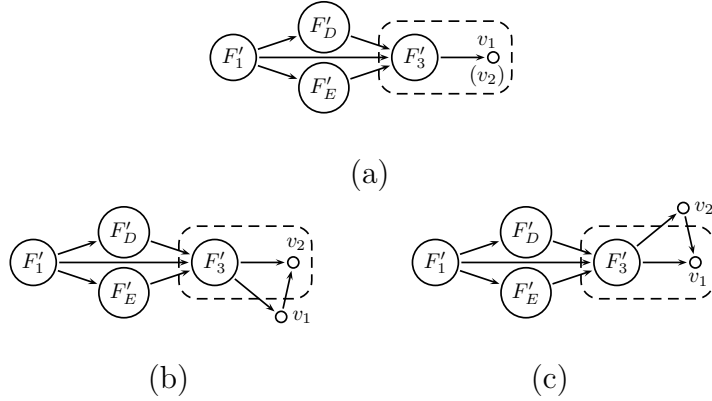 F′_D
F′_1 F′_3 v_1
F′_E (v_2)
(a)
F′_D
F′_1 F′_3 v_2
F′_E v_1
(b)
v_2
F′_D
F′_1 F′_3 v_1
F′_E
(c)